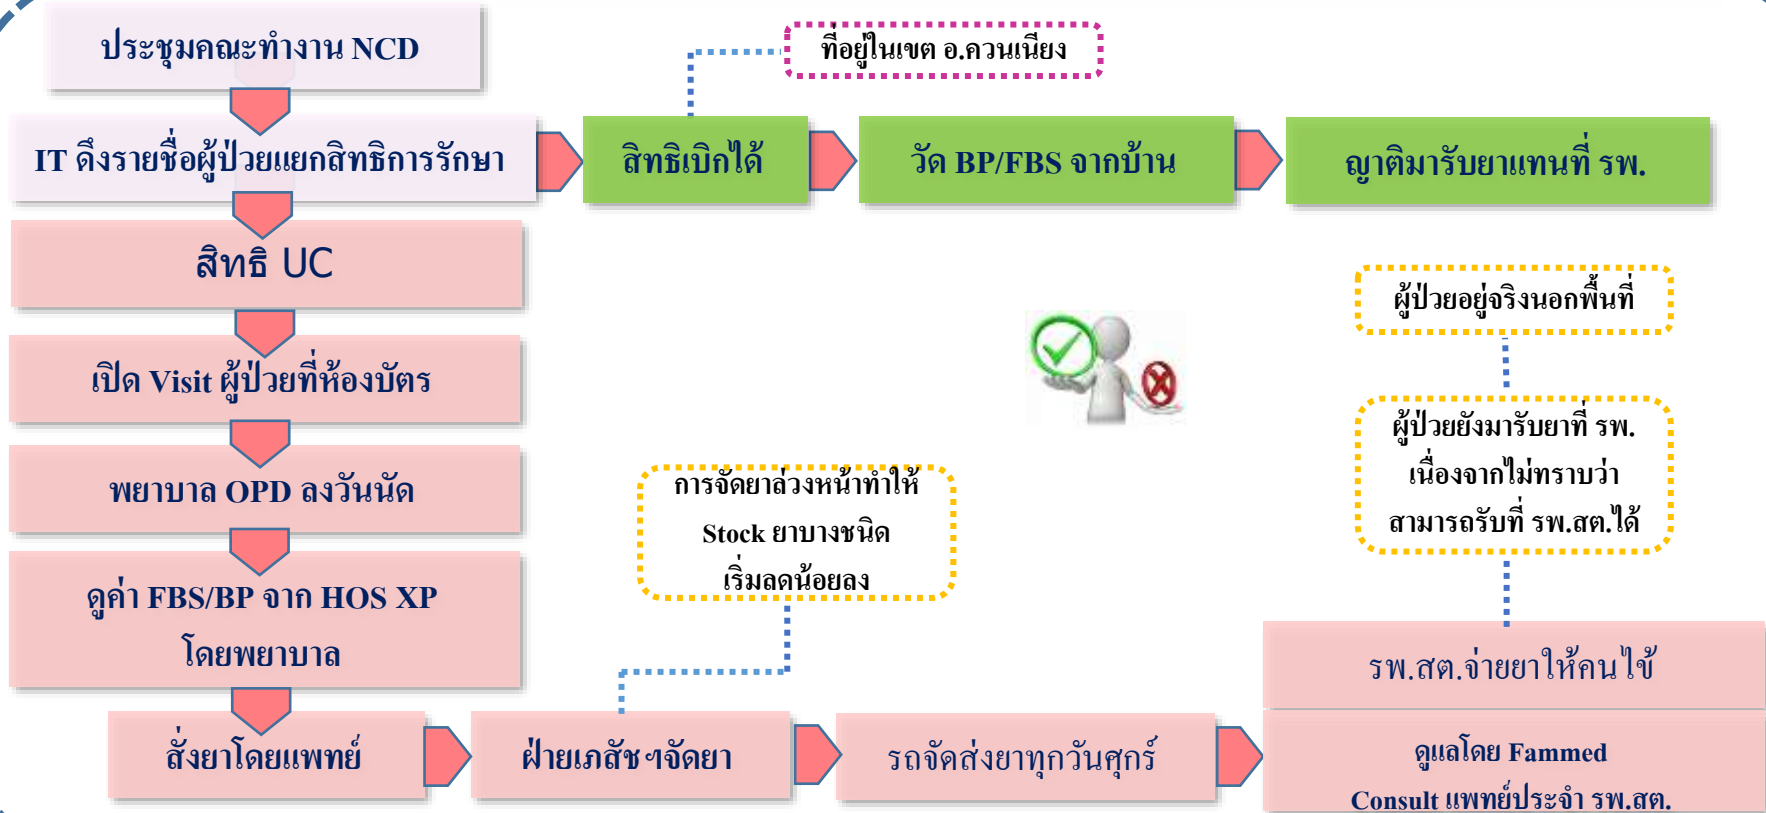 ประชุมคณะทำงาน NCD
ที่อยู่ในเขต อ.ควนเนียง
IT ดึงรายชื่อผู้ป่วยแยกสิทธิการรักษา
สิทธิเบิกได้
วัด BP/FBS จากบ้าน
ญาติมารับยาแทนที่ รพ.
สิทธิ UC
เปิด Visit ผู้ป่วยที่ห้องบัตร
พยาบาล OPD ลงวันนัด
ดูค่า FBS/BP จาก HOS XP
โดยพยาบาล
สั่งยาโดยแพทย์
ฝ่ายเภสัชฯจัดยา
การจัดยาล่วงหน้าทำให้
Stock ยาบางชนิด
เริ่มลดน้อยลง
รถจัดส่งยาทุกวันศุกร์
ผู้ป่วยอยู่จริงนอกพื้นที่
ผู้ป่วยยังมารับยาที่ รพ.
เนื่องจากไม่ทราบว่า
สามารถรับที่ รพ.สต.ได้
รพ.สต.จ่ายยาให้คนไข้
ดูแลโดย Fammed
Consult แพทย์ประจำ รพ.สต.